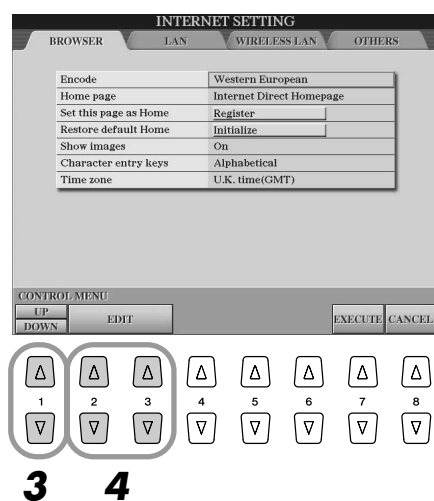 INTERNET SETTING
BROWSER LAN WIRELESS LAN OTHERS
Encode Western European
Home page Internet Direct Homepage
Set this page as Home Register
Restore default Home Initialize
Show images On
Character entry keys Alphabetical
Time zone U.K. time(GMT)
CONTROL MENU
UP
DOWN EDIT EXECUTE CANCEL
1 2 3 4 5 6 7 8
3 4